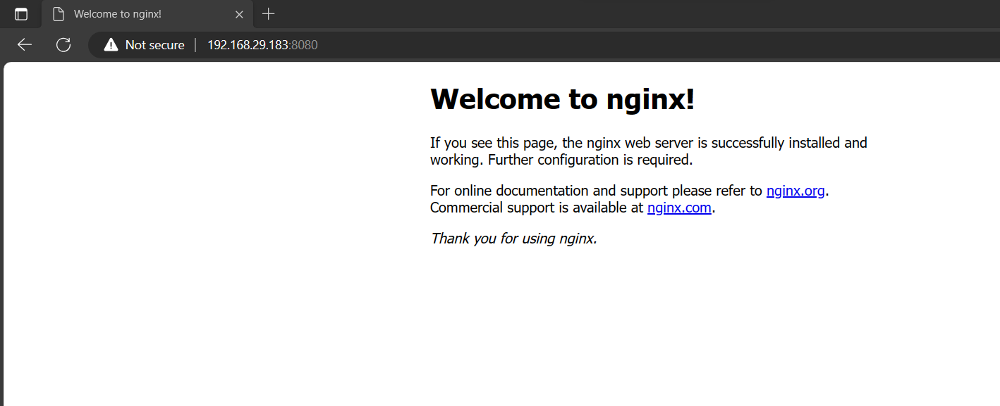 Welcome to nginx!
Not secure
192.168.29.183:8080
Welcome to nginx!
If you see this page, the nginx web server is successfully installed and
working. Further configuration is required.
For online documentation and support please refer to nginx.org.
Commercial support is available at nginx.com.
Thank you for using nginx.